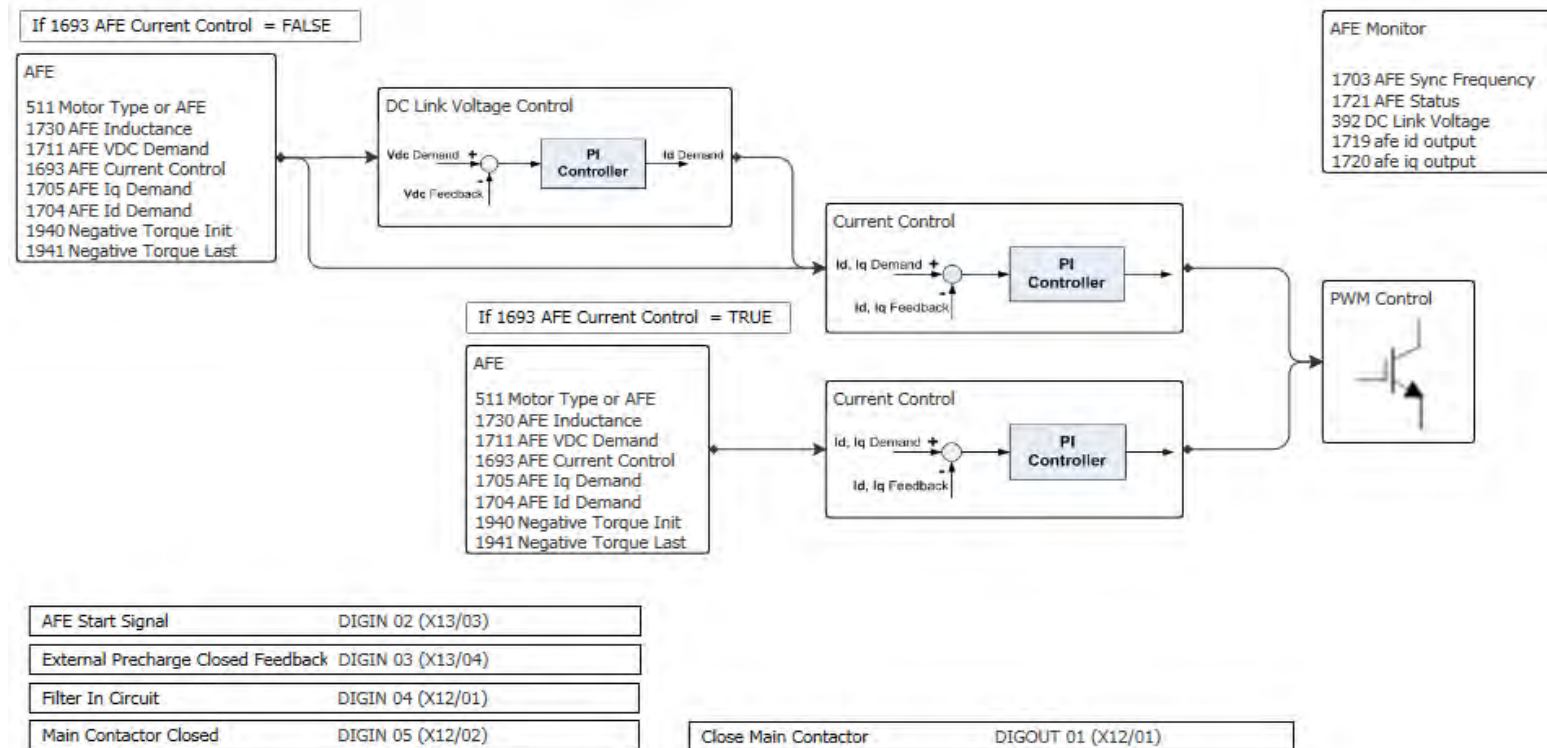 If 1693 AFE Current Control = FALSE
AFE
511 Motor Type or AFE
1730 AFE Inductance
1711 AFE VDC Demand
1693 AFE Current Control
1705 AFE Iq Demand
1704 AFE Id Demand
1940 Negative Torque Init
1941 Negative Torque Last
DC Link Voltage Control
Vdc Demand +
-
Vdc Feedback
PI
Controller
Id Demand
AFE Monitor
1703 AFE Sync Frequency
1721 AFE Status
392 DC Link Voltage
1719 afe id output
1720 afe iq output
Current Control
Id, Iq Demand +
-
Id, Iq Feedback
PI
Controller
If 1693 AFE Current Control = TRUE
AFE
511 Motor Type or AFE
1730 AFE Inductance
1711 AFE VDC Demand
1693 AFE Current Control
1705 AFE Iq Demand
1704 AFE Id Demand
1940 Negative Torque Init
1941 Negative Torque Last
Current Control
Id, Iq Demand +
-
Id, Iq Feedback
PI
Controller
PWM Control
AFE Start Signal DIGIN 02 (X13/03)
External Precharge Closed Feedback DIGIN 03 (X13/04)
Filter In Circuit DIGIN 04 (X12/01)
Main Contactor Closed DIGIN 05 (X12/02)
Close Main Contactor DIGOUT 01 (X12/01)